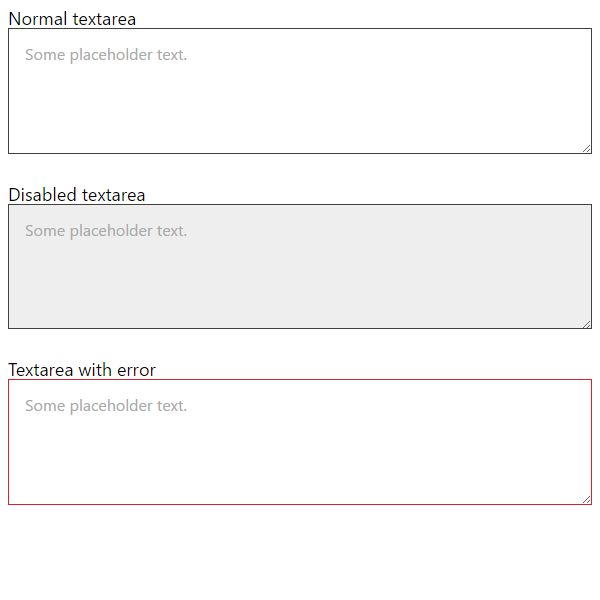 Normal textarea
Some placeholder text.
Disabled textarea
Some placeholder text.
Textarea with error
Some placeholder text.